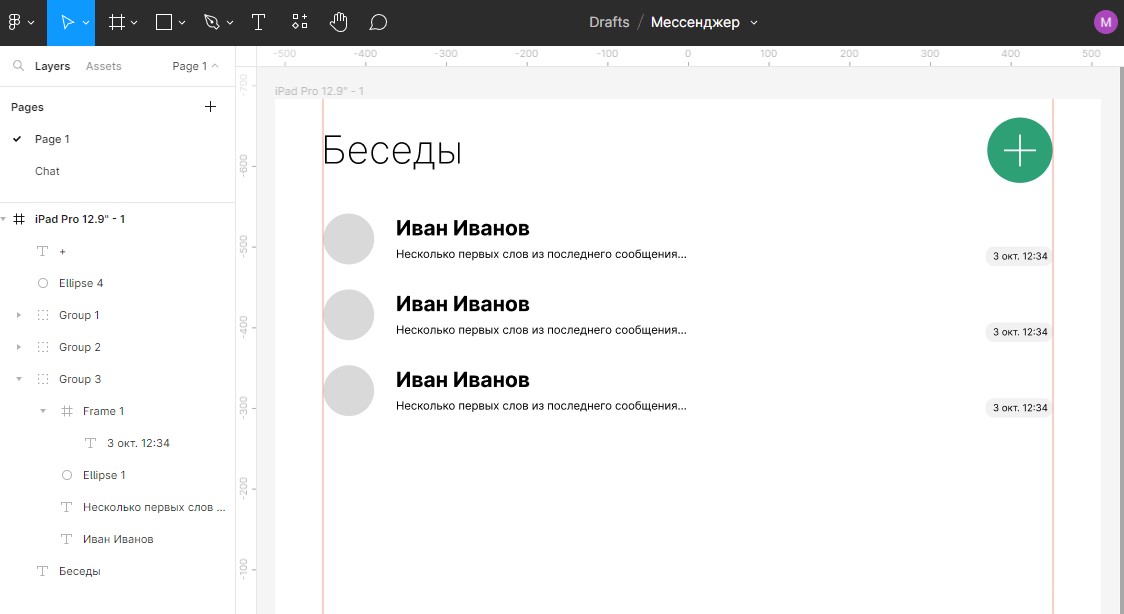 Drafts / Мессенджер
M
Layers Assets Page 1
-500 -400 -300 -200 -100 0 100 200 300 400 500
Pages
Page 1
Chat
iPad Pro 12.9" - 1
+
Ellipse 4
Group 1
Group 2
Group 3
Frame 1
3 окт. 12:34
Ellipse 1
Несколько первых слов ...
Иван Иванов
Беседы
-700
-600
-500
-400
-300
-200
-100
iPad Pro 12.9" - 1
Беседы
Иван Иванов
Несколько первых слов из последнего сообщения...
3 окт. 12:34
Иван Иванов
Несколько первых слов из последнего сообщения...
3 окт. 12:34
Иван Иванов
Несколько первых слов из последнего сообщения...
3 окт. 12:34